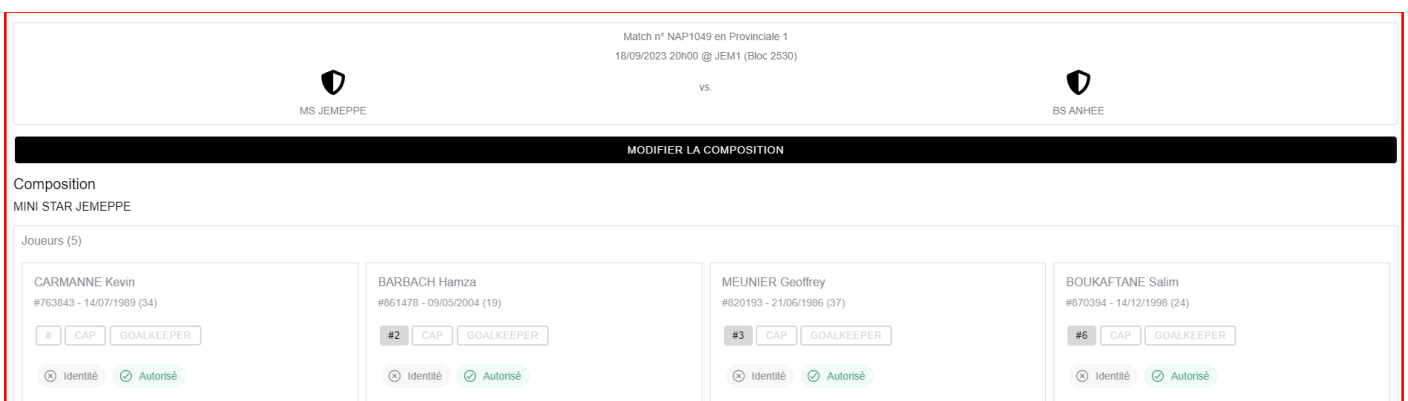 Match n° NAP1049 en Provinciale 1
18/09/2023 20h00 @ JEM1 (Bloc 2530)
vs.
MS JEMEPPE
BS ANHEE
MODIFIER LA COMPOSITION
Composition
MINI STAR JEMEPPE
Joueurs (5)
CARMANNE Kevin
#763843 - 14/07/1989 (34)
# CAP GOALKEEPER
Identité Autorisé
BARBACH Hamza
#861478 - 09/05/2004 (19)
#2 CAP GOALKEEPER
Identité Autorisé
MEUNIER Geoffrey
#820193 - 21/06/1986 (37)
#3 CAP GOALKEEPER
Identité Autorisé
BOUKAFTANE Salim
#870394 - 14/12/1998 (24)
#6 CAP GOALKEEPER
Identité Autorisé